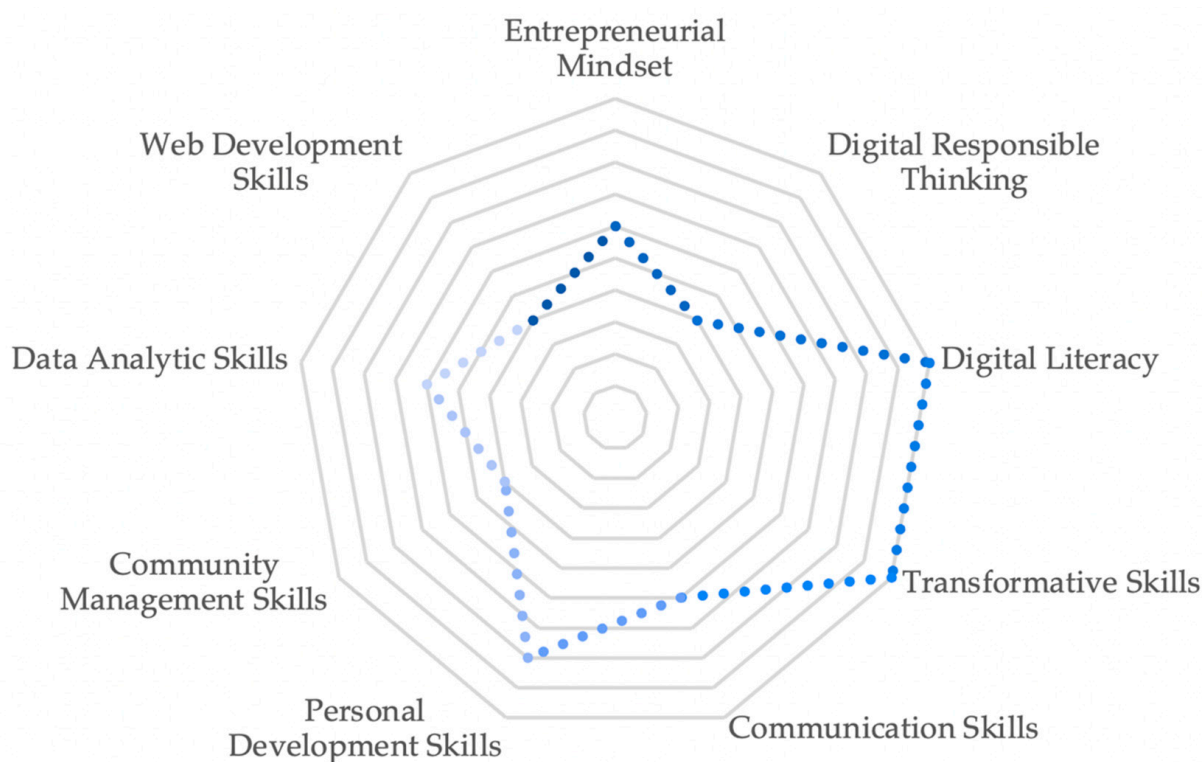 Entrepreneurial
Mindset
Web Development
Skills
Digital Responsible
Thinking
Data Analytic Skills
Digital Literacy
Community
Management Skills
Transformative Skills
Personal
Development Skills
Communication Skills